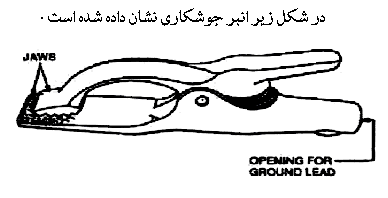 در شکل زیر انبر جوشکاری نشان داده شده است .
JAWS
OPENING FOR
GROUND LEAD